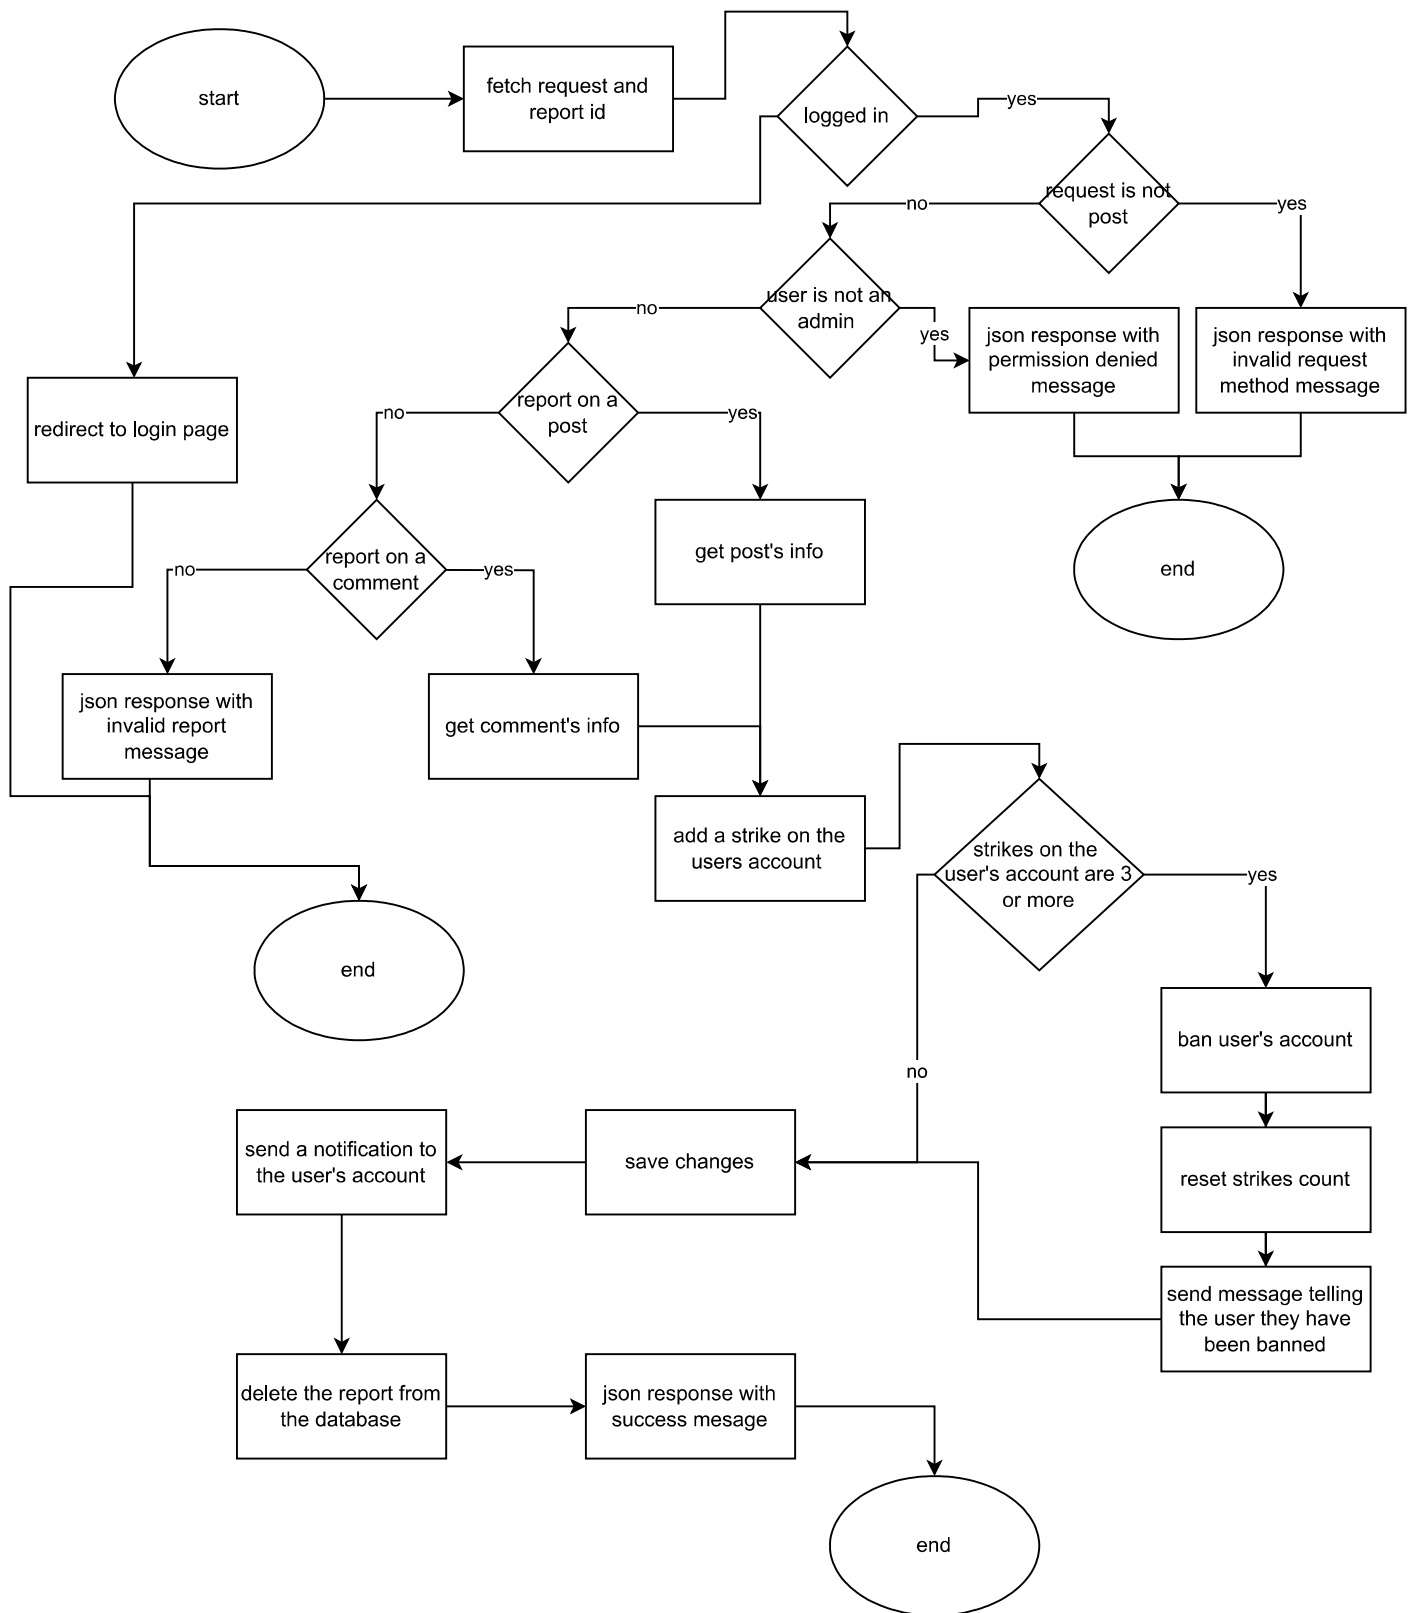 start
fetch request and
report id
logged in
yes
request is not
post
no
yes
user is not an
admin
no
yes
json response with
permission denied
message
json response with
invalid request
method message
redirect to login page
report on a
post
no
yes
get post's info
end
report on a
comment
no
yes
json response with
invalid report
message
get comment's info
add a strike on the
users account
strikes on the
user's account are 3
or more
yes
end
ban user's account
no
send a notification to
the user's account
save changes
reset strikes count
send message telling
the user they have
been banned
delete the report from
the database
json response with
success mesage
end